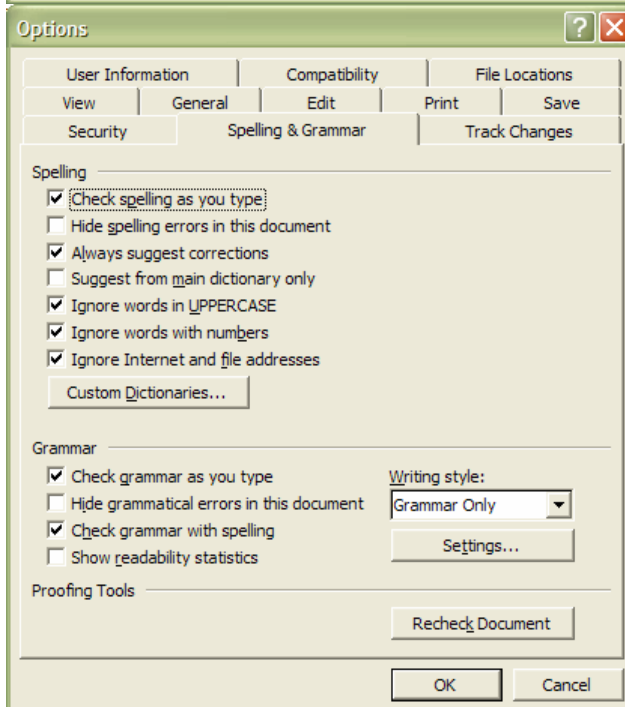 Options
User Information Compatibility File Locations
View General Edit Print Save
Security Spelling & Grammar Track Changes
Spelling
Check spelling as you type
Hide spelling errors in this document
Always suggest corrections
Suggest from main dictionary only
Ignore words in UPPERCASE
Ignore words with numbers
Ignore Internet and file addresses
Custom Dictionaries...
Grammar
Check grammar as you type
Writing style:
Hide grammatical errors in this document
Grammar Only
Check grammar with spelling
Settings...
Show readability statistics
Proofing Tools
Recheck Document
OK Cancel